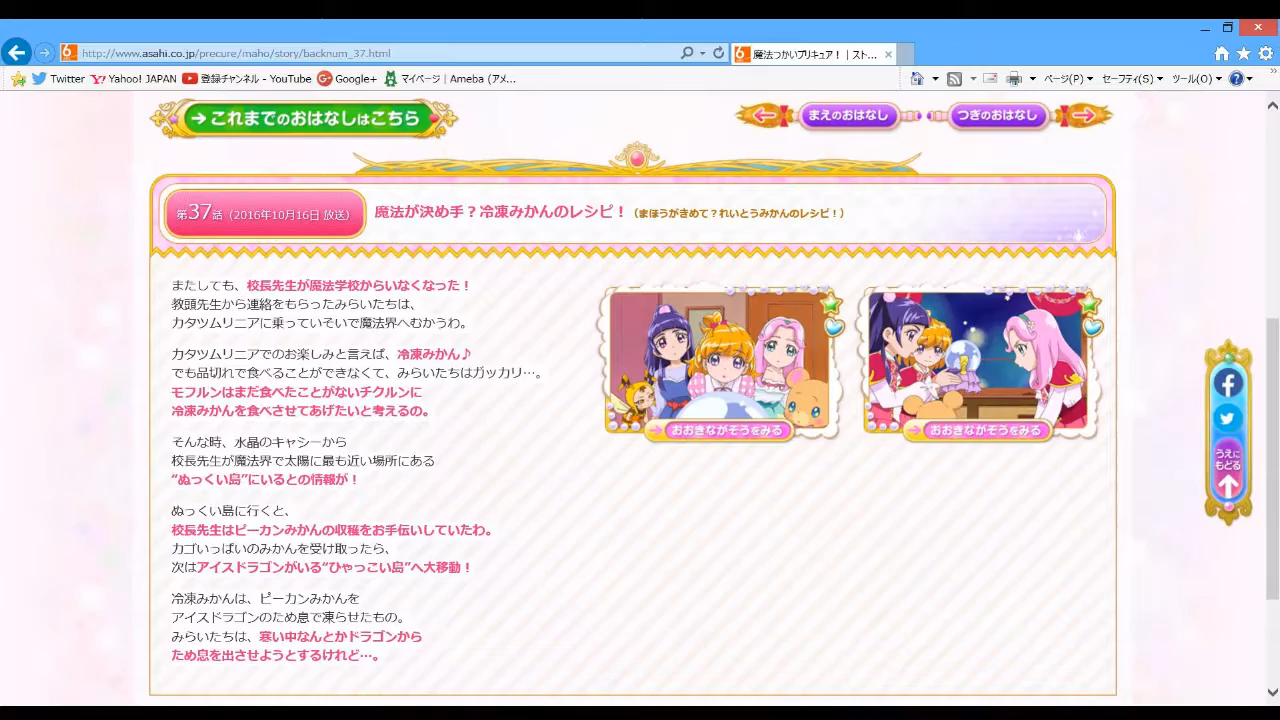 http://www.asahi.co.jp/precure/maho/story/backnum_37.html
魔法つかいプリキュア！｜スト...
Twitter
Yahoo! JAPAN
登録チャンネル - YouTube
Google+
マイページ | Ameba (アメ...
ページ(P)
セーフティ(S)
ツール(O)
これまでのおはなしはこちら
まえのおはなし
つぎのおはなし
第37話（2016年10月16日 放送）
魔法が決め手？冷凍みかんのレシピ！（まほうがきめて？れいとうみかんのレシピ！）
またしても、校長先生が魔法学校からいなくなった！
教頭先生から連絡をもらったみらいたちは、
カタツムリニアに乗っていそいで魔法界へむかうわ。
カタツムリニアでのお楽しみと言えば、冷凍みかん♪
でも品切れで食べることができなくて、みらいたちはガッカリ…。
モフルンはまだ食べたことがないチクルンに
冷凍みかんを食べさせてあげたいと考えるの。
そんな時、水晶のキャシーから
校長先生が魔法界で太陽に最も近い場所にある
“ぬっくい島”にいるとの情報が！
ぬっくい島に行くと、
校長先生はピーカンみかんの収穫をお手伝いしていたわ。
カゴいっぱいのみかんを受け取ったら、
次はアイスドラゴンがいる“ひゃっこい島”へ大移動！
冷凍みかんは、ピーカンみかんを
アイスドラゴンのため息で凍らせたもの。
みらいたちは、寒い中なんとかドラゴンから
ため息を出させようとするけれど…。
おおきながぞうをみる
おおきながぞうをみる
うえに
もどる